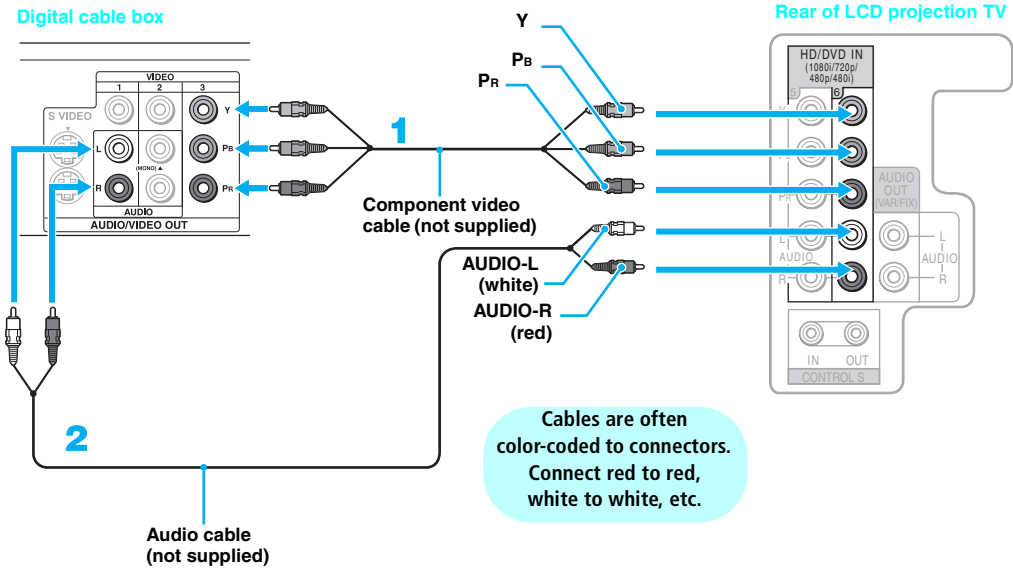 Digital cable box
Rear of LCD projection TV
VIDEO
1 2 3
S VIDEO
Y
L
PB
(MONO)
R
PR
AUDIO
AUDIO/VIDEO OUT
Y
PB
PR
1
Component video
cable (not supplied)
AUDIO-L
(white)
AUDIO-R
(red)
HD/DVD IN
(1080i/720p/
480p/480i)
5 6
Y
PR
L
AUDIO
R
AUDIO
OUT
(VAR/FIX)
L
AUDIO
R
IN OUT
CONTROL S
2
Audio cable
(not supplied)
Cables are often
color-coded to connectors.
Connect red to red,
white to white, etc.